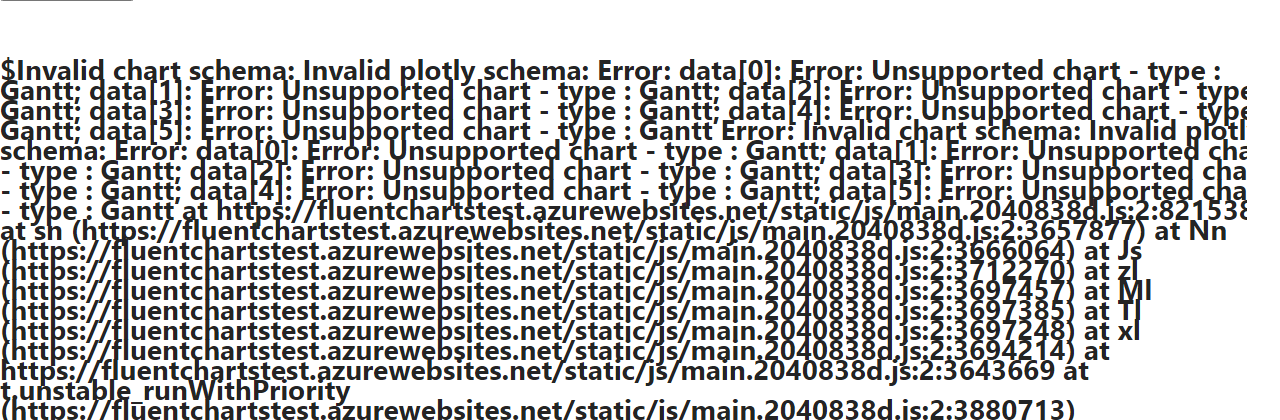 $Invalid chart schema: Invalid plotly schema: Error: data[0]: Error: Unsupported chart - type :
Gantt; data[1]: Error: Unsupported chart - type : Gantt; data[2]: Error: Unsupported chart - type
Gantt; data[3]: Error: Unsupported chart - type : Gantt; data[4]: Error: Unsupported chart - type
Gantt; data[5]: Error: Unsupported chart - type : Gantt Error: Invalid chart schema: Invalid plotl
schema: Error: data[0]: Error: Unsupported chart - type : Gantt; data[1]: Error: Unsupported cha
- type : Gantt; data[2]: Error: Unsupported chart - type : Gantt; data[3]: Error: Unsupported cha
- type : Gantt; data[4]: Error: Unsupported chart - type : Gantt; data[5]: Error: Unsupported cha
- type : Gantt at https://fluentchartstest.azurewebsites.net/static/js/main.2040838d.js:2:821538
at sh (https://fluentchartstest.azurewebsites.net/static/js/main.2040838d.js:2:3657877) at Nn
(https://fluentchartstest.azurewebsites.net/static/js/main.2040838d.js:2:3666064) at Js
(https://fluentchartstest.azurewebsites.net/static/js/main.2040838d.js:2:3712270) at zl
(https://fluentchartstest.azurewebsites.net/static/js/main.2040838d.js:2:3697457) at Ml
(https://fluentchartstest.azurewebsites.net/static/js/main.2040838d.js:2:3697385) at Tl
(https://fluentchartstest.azurewebsites.net/static/js/main.2040838d.js:2:3697248) at xl
(https://fluentchartstest.azurewebsites.net/static/js/main.2040838d.js:2:3694214) at
https://fluentchartstest.azurewebsites.net/static/js/main.2040838d.js:2:3643669 at
t.unstable_runWithPriority
(https://fluentchartstest.azurewebsites.net/static/js/main.2040838d.js:2:3880713)